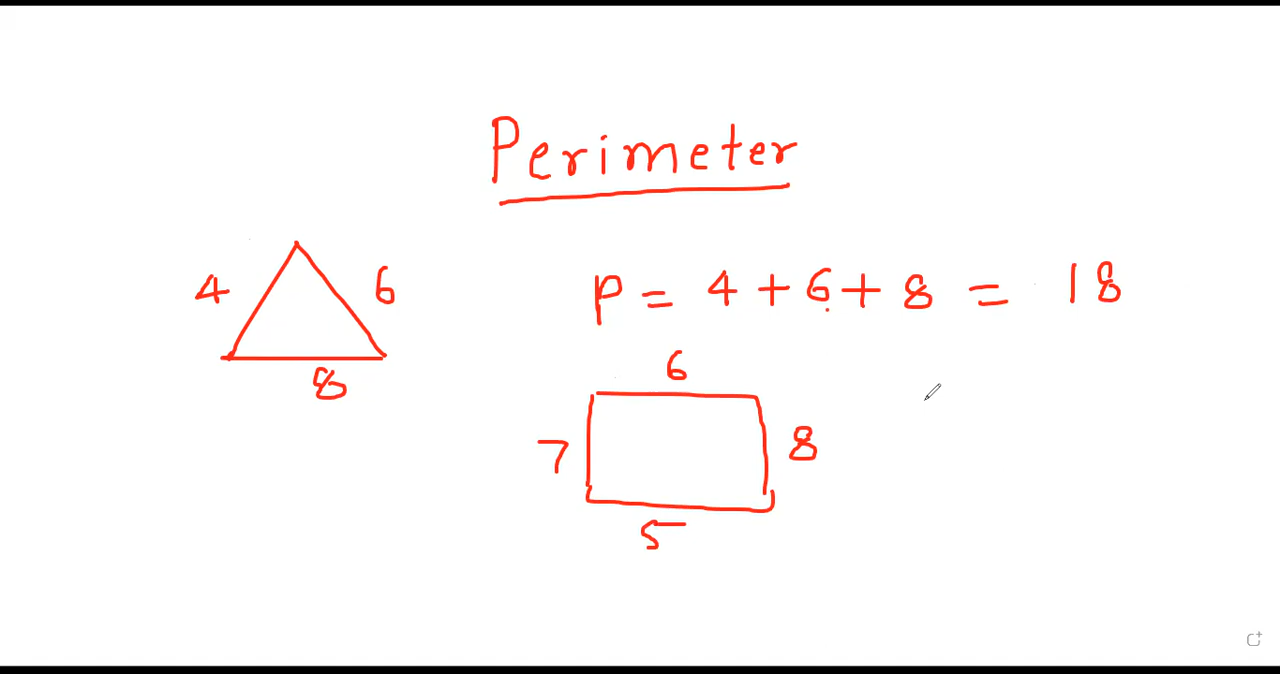 Perimeter
4 6
8
P = 4 + 6 + 8 = 18
6
7 8
5